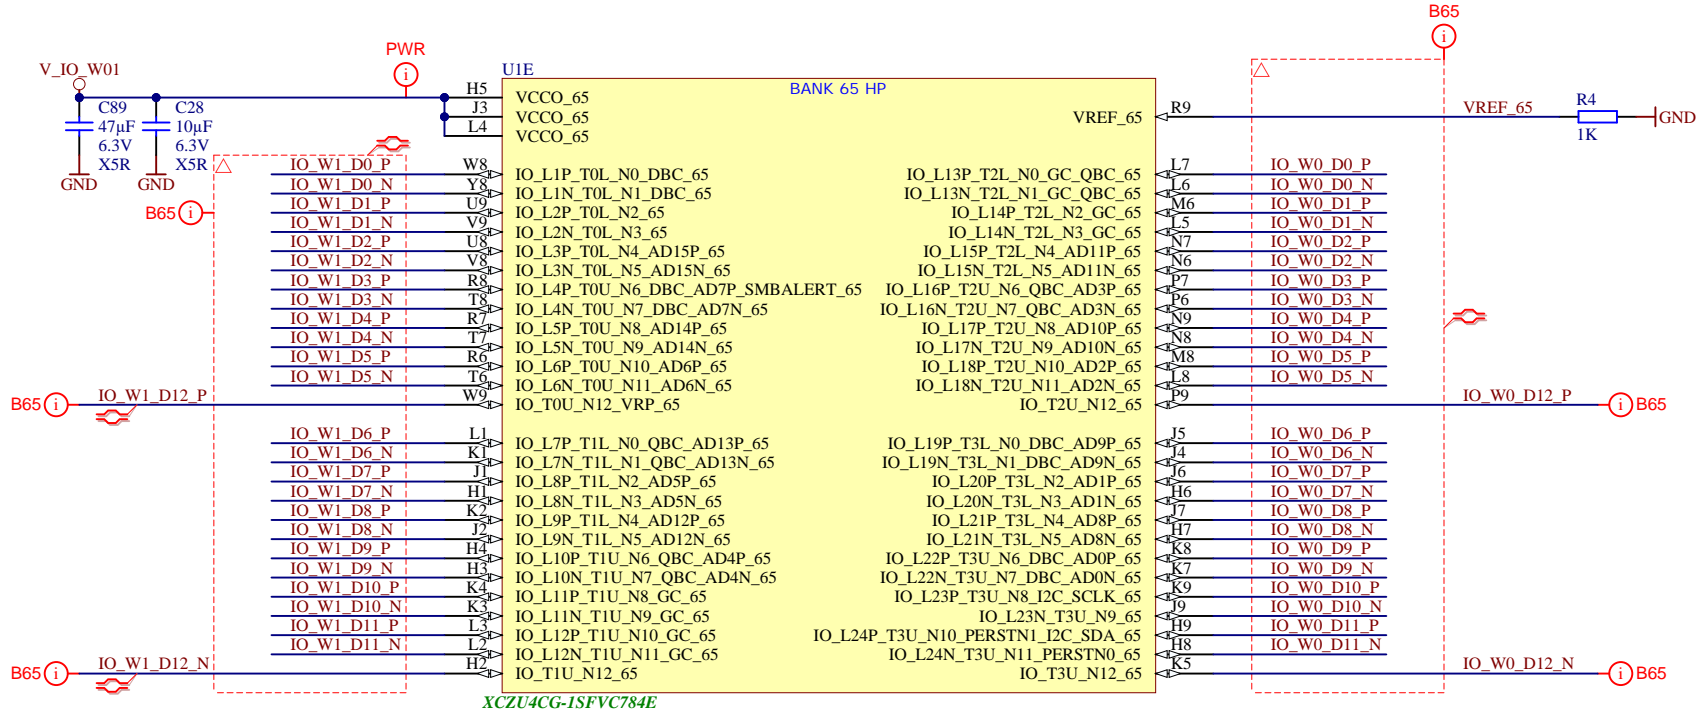 B65
i
PWR
i
V_IO_W01
U1E
BANK 65 HP
C89
47µF
6.3V
X5R
GND
C28
10µF
6.3V
X5R
GND
H5 VCCO_65
J3 VCCO_65
L4 VCCO_65
VREF_65 R9 VREF_65
R4
1K
GND
B65 i
IO_W1_D0_P W8 IO_L1P_T0L_N0_DBC_65 IO_L13P_T2L_N0_GC_QBC_65 L7 IO_W0_D0_P
IO_W1_D0_N Y8 IO_L1N_T0L_N1_DBC_65 IO_L13N_T2L_N1_GC_QBC_65 L6 IO_W0_D0_N
IO_W1_D1_P U9 IO_L2P_T0L_N2_65 IO_L14P_T2L_N2_GC_65 M6 IO_W0_D1_P
IO_W1_D1_N V9 IO_L2N_T0L_N3_65 IO_L14N_T2L_N3_GC_65 L5 IO_W0_D1_N
IO_W1_D2_P U8 IO_L3P_T0L_N4_AD15P_65 IO_L15P_T2L_N4_AD11P_65 N7 IO_W0_D2_P
IO_W1_D2_N V8 IO_L3N_T0L_N5_AD15N_65 IO_L15N_T2L_N5_AD11N_65 N6 IO_W0_D2_N
IO_W1_D3_P R8 IO_L4P_T0U_N6_DBC_AD7P_SMBALERT_65 IO_L16P_T2U_N6_QBC_AD3P_65 P7 IO_W0_D3_P
IO_W1_D3_N T8 IO_L4N_T0U_N7_DBC_AD7N_65 IO_L16N_T2U_N7_QBC_AD3N_65 P6 IO_W0_D3_N
IO_W1_D4_P R7 IO_L5P_T0U_N8_AD14P_65 IO_L17P_T2U_N8_AD10P_65 N9 IO_W0_D4_P
IO_W1_D4_N T7 IO_L5N_T0U_N9_AD14N_65 IO_L17N_T2U_N9_AD10N_65 N8 IO_W0_D4_N
IO_W1_D5_P R6 IO_L6P_T0U_N10_AD6P_65 IO_L18P_T2U_N10_AD2P_65 M8 IO_W0_D5_P
IO_W1_D5_N T6 IO_L6N_T0U_N11_AD6N_65 IO_L18N_T2U_N11_AD2N_65 L8 IO_W0_D5_N
B65 i IO_W1_D12_P W9 IO_T0U_N12_VRP_65 IO_T2U_N12_65 P9 IO_W0_D12_P i B65
IO_W1_D6_P L1 IO_L7P_T1L_N0_QBC_AD13P_65 IO_L19P_T3L_N0_DBC_AD9P_65 J5 IO_W0_D6_P
IO_W1_D6_N K1 IO_L7N_T1L_N1_QBC_AD13N_65 IO_L19N_T3L_N1_DBC_AD9N_65 J4 IO_W0_D6_N
IO_W1_D7_P J1 IO_L8P_T1L_N2_AD5P_65 IO_L20P_T3L_N2_AD1P_65 J6 IO_W0_D7_P
IO_W1_D7_N H1 IO_L8N_T1L_N3_AD5N_65 IO_L20N_T3L_N3_AD1N_65 H6 IO_W0_D7_N
IO_W1_D8_P K2 IO_L9P_T1L_N4_AD12P_65 IO_L21P_T3L_N4_AD8P_65 J7 IO_W0_D8_P
IO_W1_D8_N J2 IO_L9N_T1L_N5_AD12N_65 IO_L21N_T3L_N5_AD8N_65 H7 IO_W0_D8_N
IO_W1_D9_P H4 IO_L10P_T1U_N6_QBC_AD4P_65 IO_L22P_T3U_N6_DBC_AD0P_65 K8 IO_W0_D9_P
IO_W1_D9_N H3 IO_L10N_T1U_N7_QBC_AD4N_65 IO_L22N_T3U_N7_DBC_AD0N_65 K7 IO_W0_D9_N
IO_W1_D10_P K4 IO_L11P_T1U_N8_GC_65 IO_L23P_T3U_N8_I2C_SCLK_65 K9 IO_W0_D10_P
IO_W1_D10_N K3 IO_L11N_T1U_N9_GC_65 IO_L23N_T3U_N9_65 J9 IO_W0_D10_N
IO_W1_D11_P L3 IO_L12P_T1U_N10_GC_65 IO_L24P_T3U_N10_PERSTN1_I2C_SDA_65 H9 IO_W0_D11_P
IO_W1_D11_N L2 IO_L12N_T1U_N11_GC_65 IO_L24N_T3U_N11_PERSTN0_65 H8 IO_W0_D11_N
B65 i IO_W1_D12_N H2 IO_T1U_N12_65 IO_T3U_N12_65 K5 IO_W0_D12_N i B65
XCZU4CG-1SFVC784E